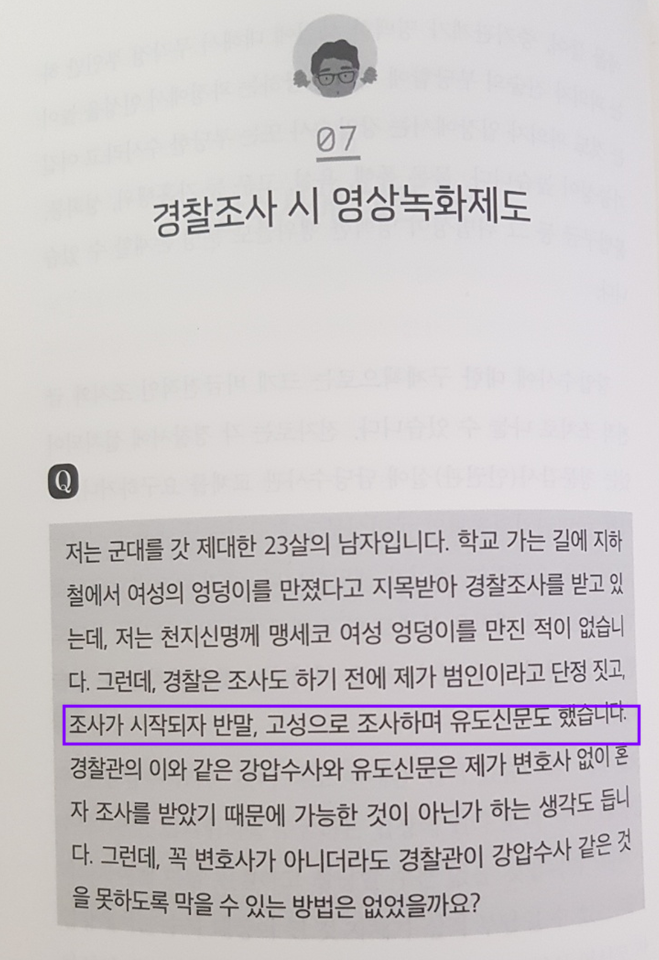 07
경찰조사 시 영상녹화제도
Q
저는 군대를 갓 제대한 23살의 남자입니다. 학교 가는 길에 지하
철에서 여성의 엉덩이를 만졌다고 지목받아 경찰조사를 받고 있
는데, 저는 천지신명께 맹세코 여성 엉덩이를 만진 적이 없습니
다. 그런데, 경찰은 조사도 하기 전에 제가 범인이라고 단정 짓고,
조사가 시작되자 반말, 고성으로 조사하며 유도신문도 했습니다.
경찰관의 이와 같은 강압수사와 유도신문은 제가 변호사 없이 혼
자 조사를 받았기 때문에 가능한 것이 아닌가 하는 생각도 듭니
다. 그런데, 꼭 변호사가 아니더라도 경찰관이 강압수사 같은 것
을 못하도록 막을 수 있는 방법은 없었을까요?